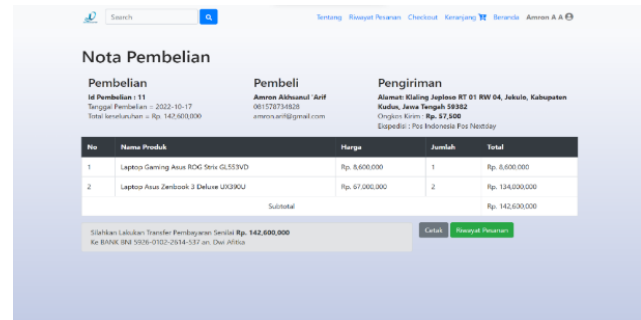 Search
Tentang Riwayat Pesanan Checkout Keranjang Beranda Amron A A
Nota Pembelian
Pembelian
Id Pembelian : 11
Tanggal Pembelian = 2022-10-17
Total keseluruhan = Rp. 142,600,000
Pembeli
Amron Akhsanul 'Arif
081578734828
amron.arif@gmail.com
Pengiriman
Alamat: Klaling Jeploso RT 01 RW 04, Jekulo, Kabupaten
Kudus, Jawa Tengah 59382
Ongkos Kirim : Rp. 57,500
Ekspedisi : Pos Indonesia Pos Nextday
No Nama Produk Harga Jumlah Total
1 Laptop Gaming Asus ROG Strix GL553VD Rp. 8,600,000 1 Rp. 8,600,000
2 Laptop Asus Zenbook 3 Deluxe UX390U Rp. 67,000,000 2 Rp. 134,000,000
Subtotal Rp. 142,600,000
Silahkan Lakukan Transfer Pembayaran Senilai Rp. 142,600,000
Ke BANK BNI 5926-0102-2614-537 an. Dwi Afitka
Cetak Riwayat Pesanan